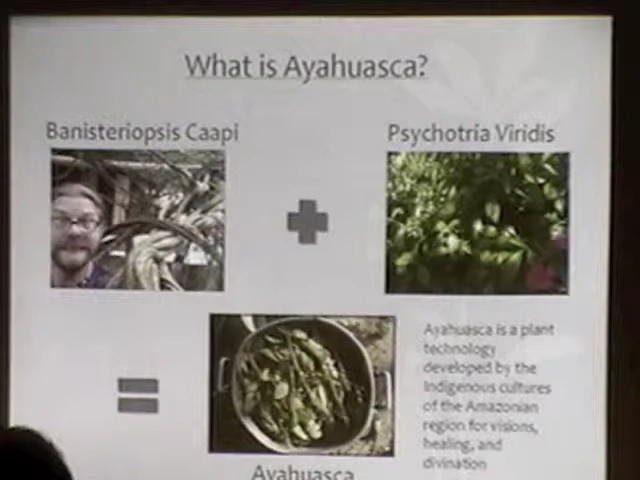 What is Ayahuasca?
Banisteriopsis Caapi
Psychotria Viridis
Ayahuasca is a plant
technology
developed by the
Indigenous cultures
of the Amazonian
region for visions,
healing, and
divination
Ayahuasca